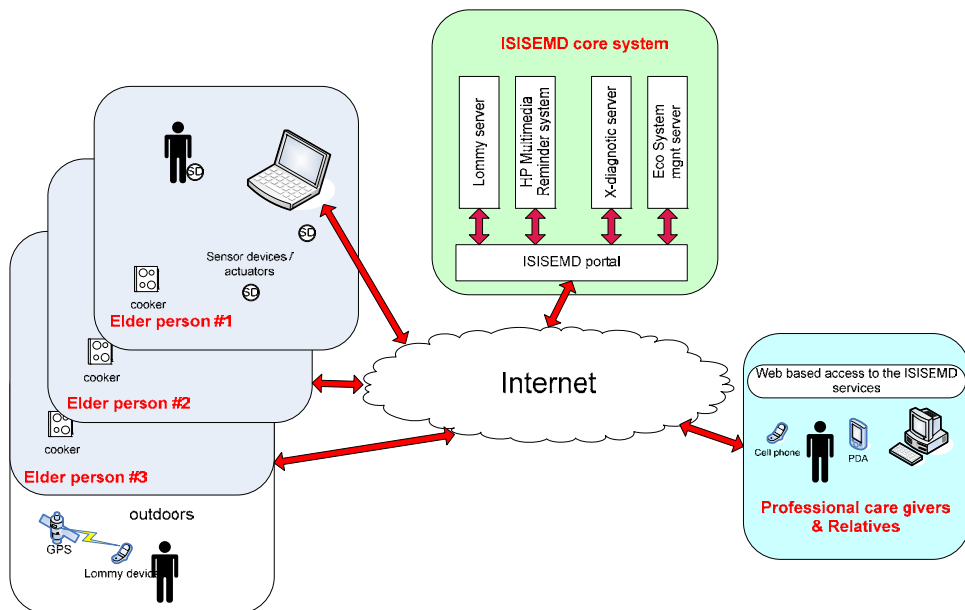 ISISEMD core system
Lommy server
HP Multimedia
Reminder system
X-diagnotic server
Eco System
mgnt server
ISISEMD portal
SD
SD
Sensor devices /
actuators
SD
cooker
Elder person #1
cooker
Elder person #2
cooker
Elder person #3
outdoors
GPS
Lommy device
Internet
Web based access to the ISISEMD
services
Cell phone
PDA
Professional care givers
& Relatives